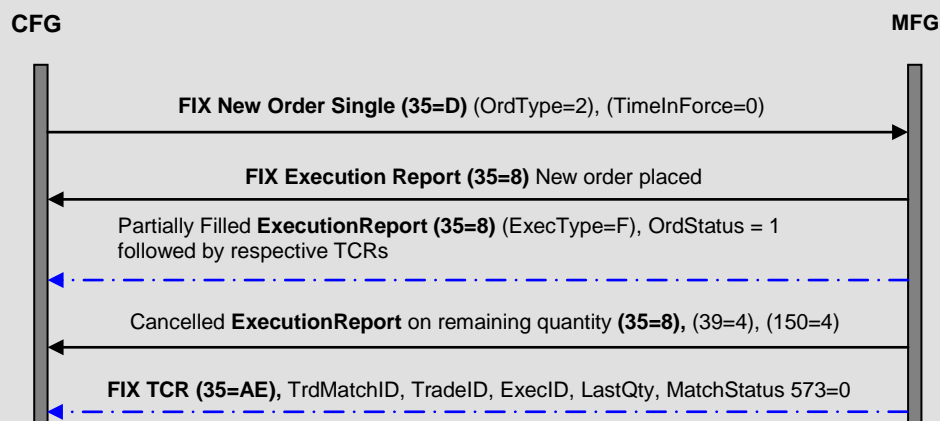 CFG
MFG
FIX New Order Single (35=D) (OrdType=2), (TimeInForce=0)
FIX Execution Report (35=8) New order placed
Partially Filled ExecutionReport (35=8) (ExecType=F), OrdStatus = 1
followed by respective TCRs
Cancelled ExecutionReport on remaining quantity (35=8), (39=4), (150=4)
FIX TCR (35=AE), TrdMatchID, TradeID, ExecID, LastQty, MatchStatus 573=0